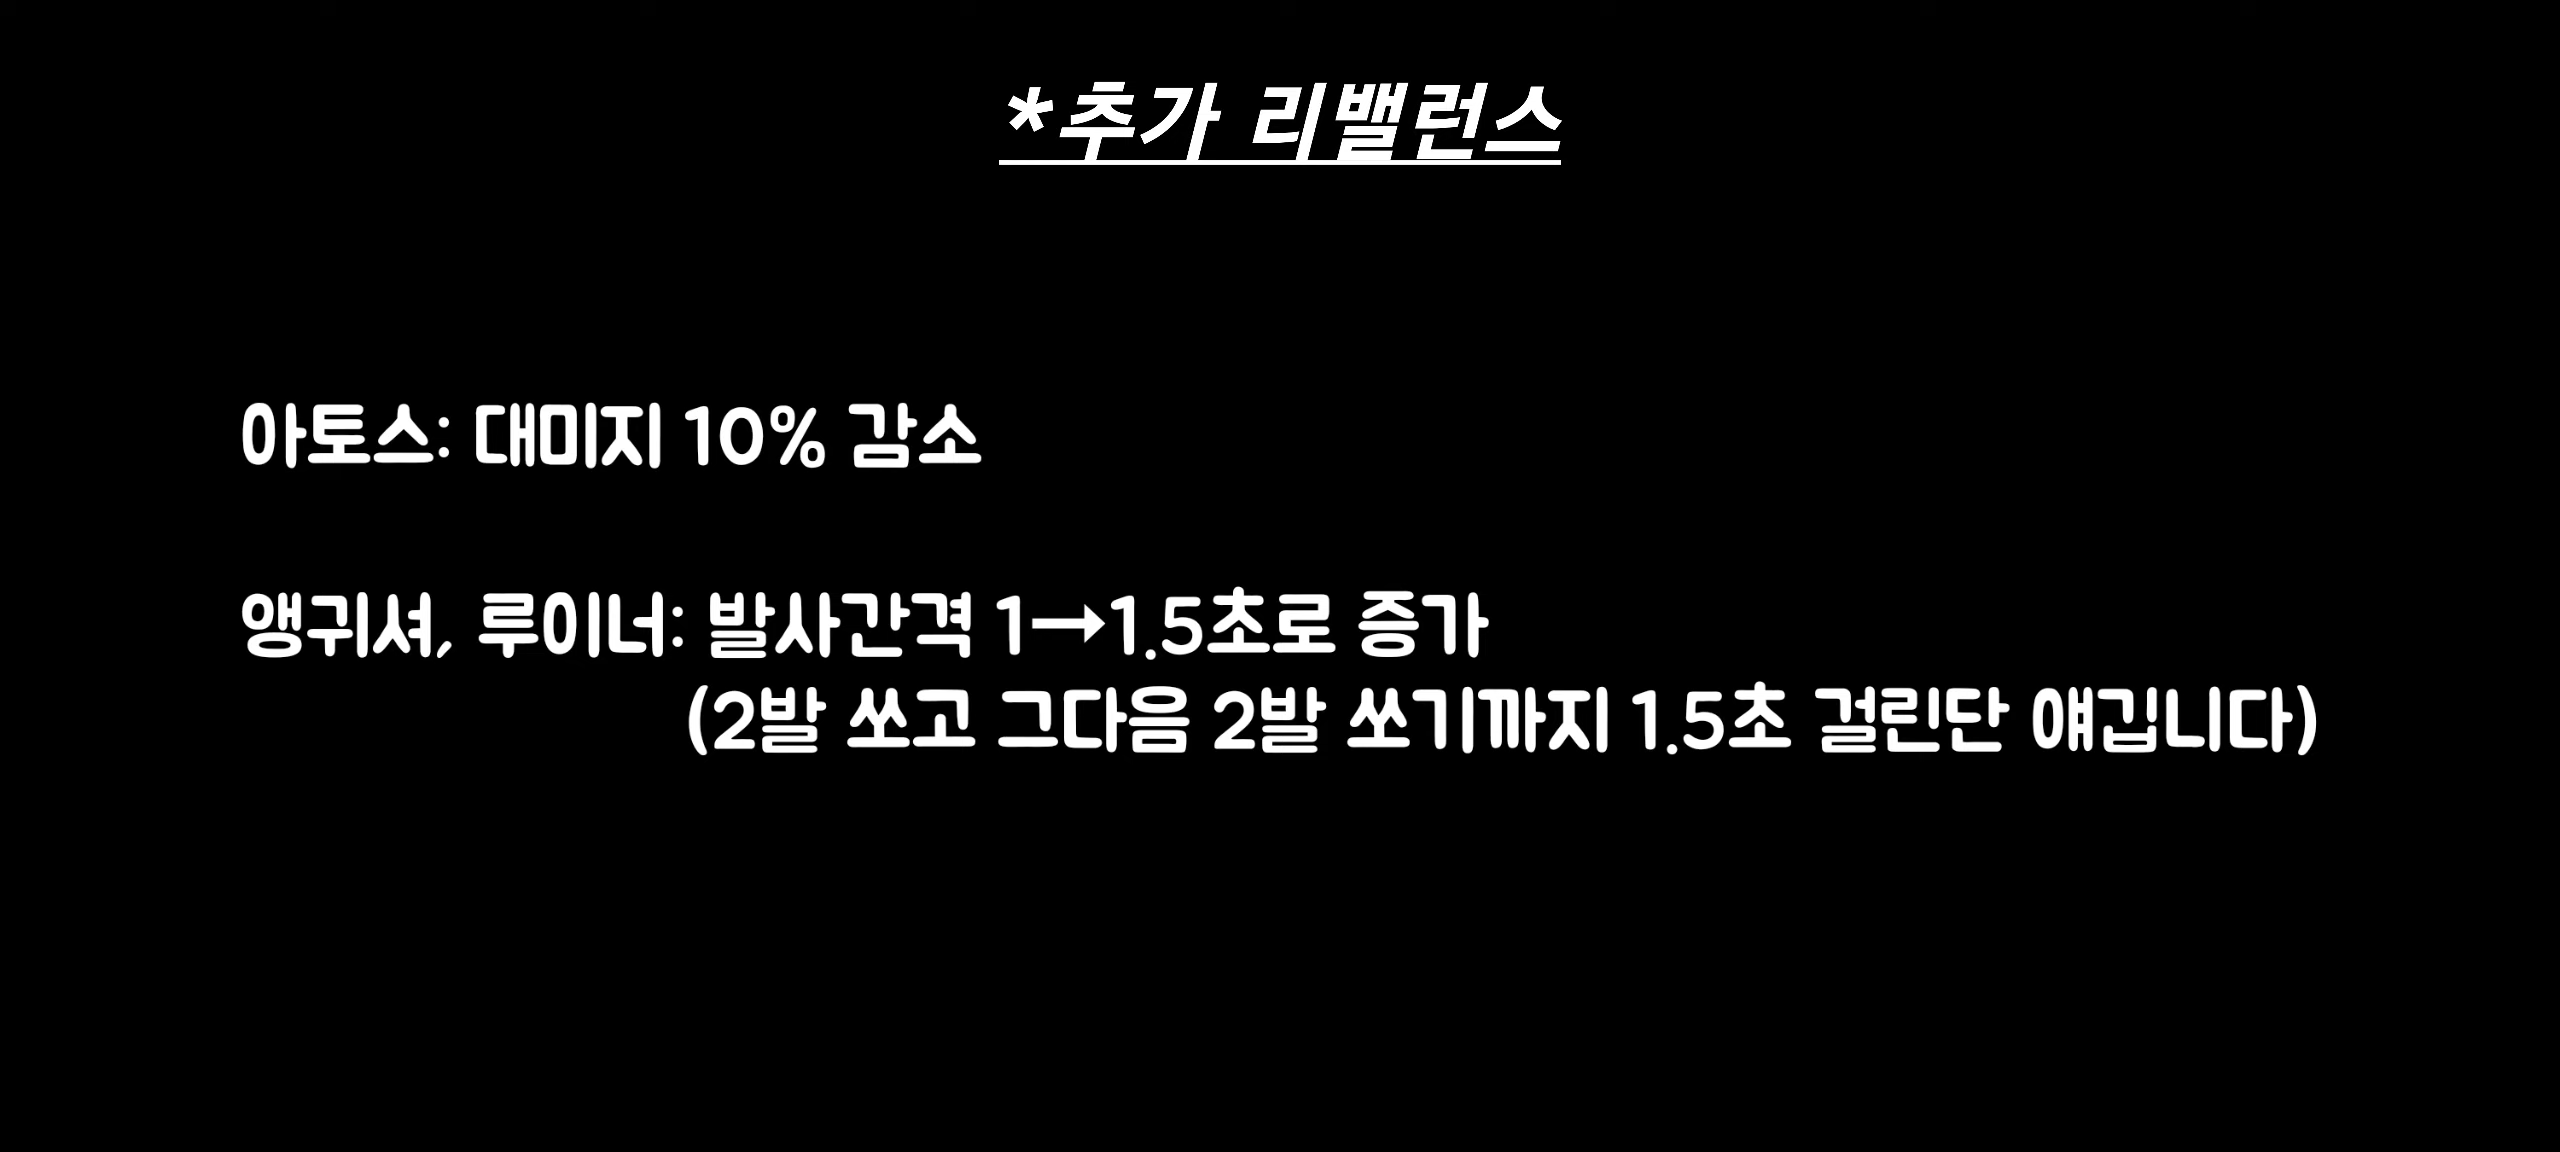 *추가 리밸런스
아토스: 대미지 10% 감소
앵귀셔, 루이너: 발사간격 1→1.5초로 증가
(2발 쏘고 그다음 2발 쏘기까지 1.5초 걸린단 얘깁니다)